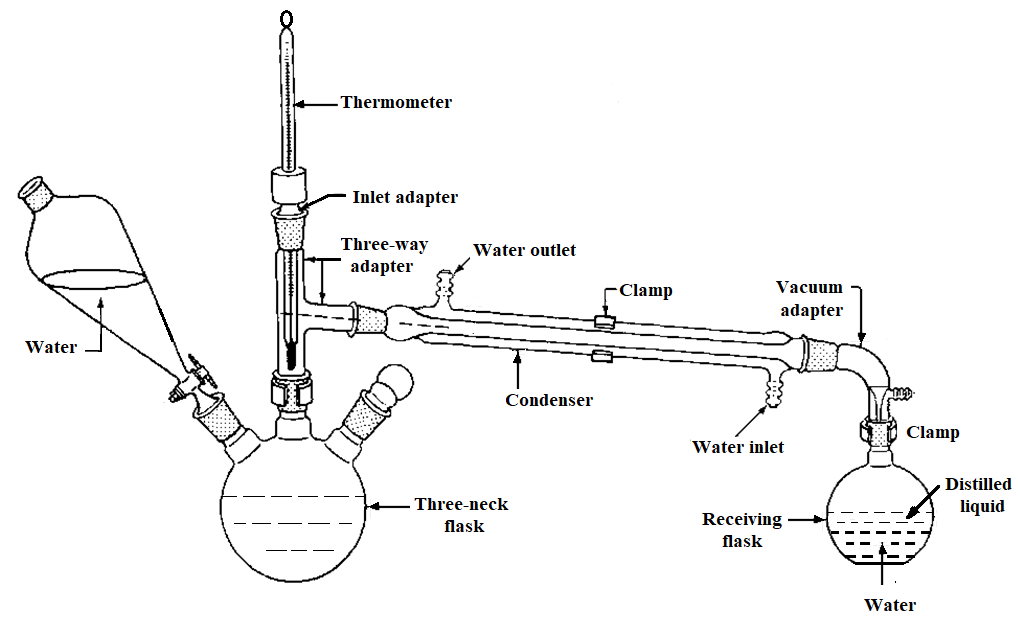 Thermometer
Inlet adapter
Three-way
adapter
Water outlet
Clamp
Vacuum
adapter
Water
Condenser
Water inlet
Clamp
Three-neck
flask
Distilled
liquid
Receiving
flask
Water